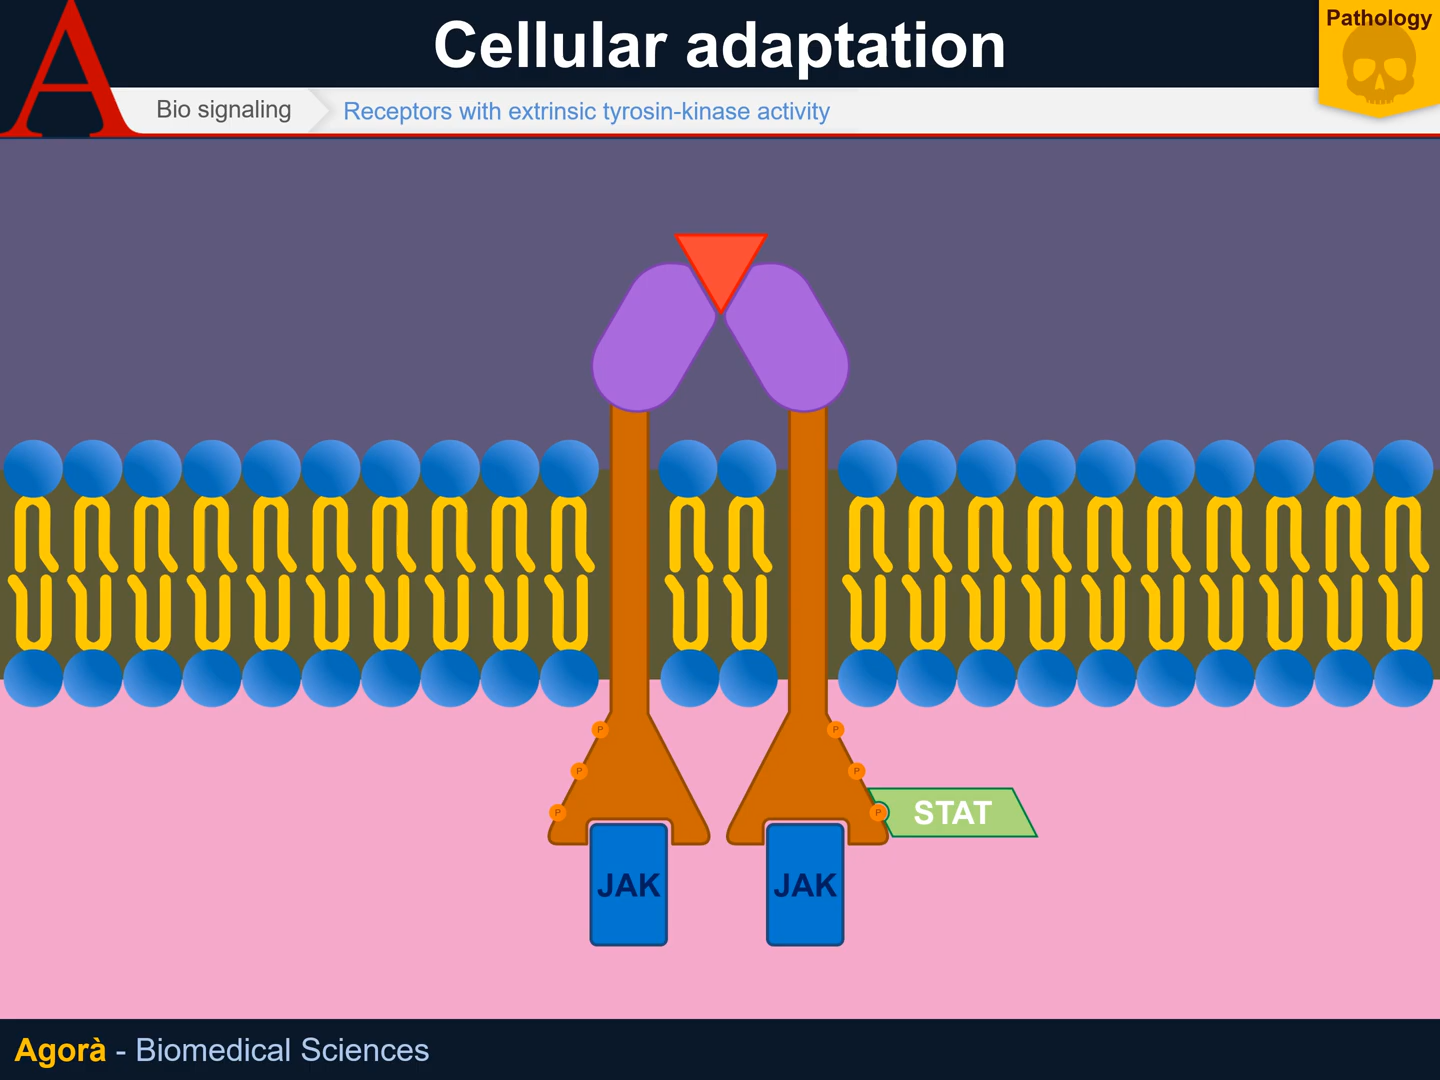 A
Cellular adaptation
Pathology
Bio signaling
Receptors with extrinsic tyrosin-kinase activity
P
P
P
P
P
P
STAT
JAK
JAK
Agorà - Biomedical Sciences